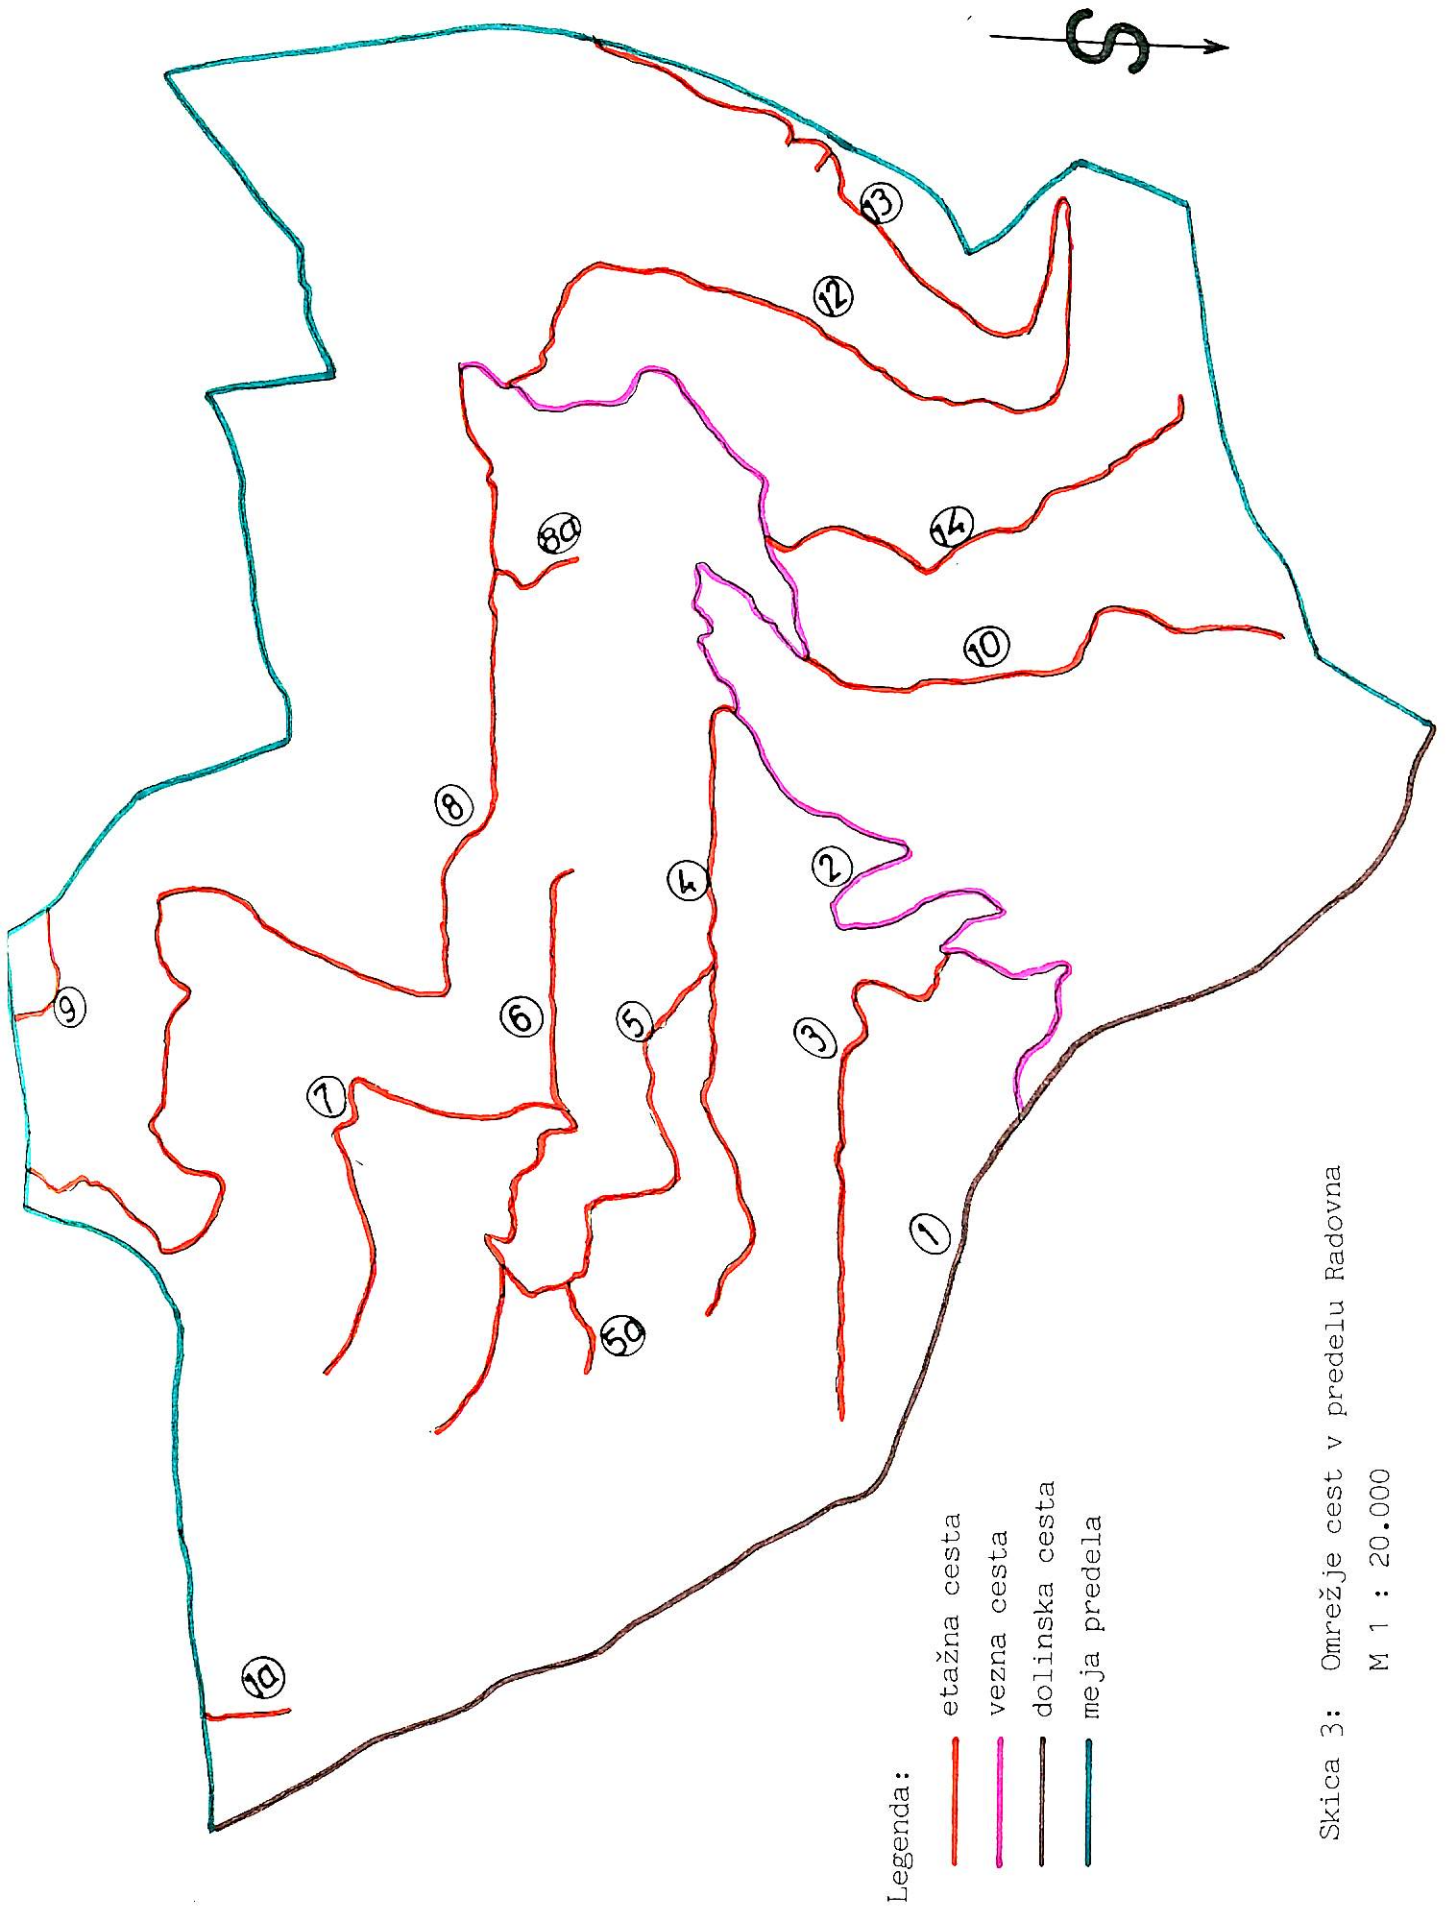 S
13
12
14
8a
10
8
4
2
9
6
5
3
7
1
5a
1a
Legenda:
etažna cesta
vezna cesta
dolinska cesta
meja predela
Skica 3: Omrežje cest v predelu Radovna
M 1 : 20.000